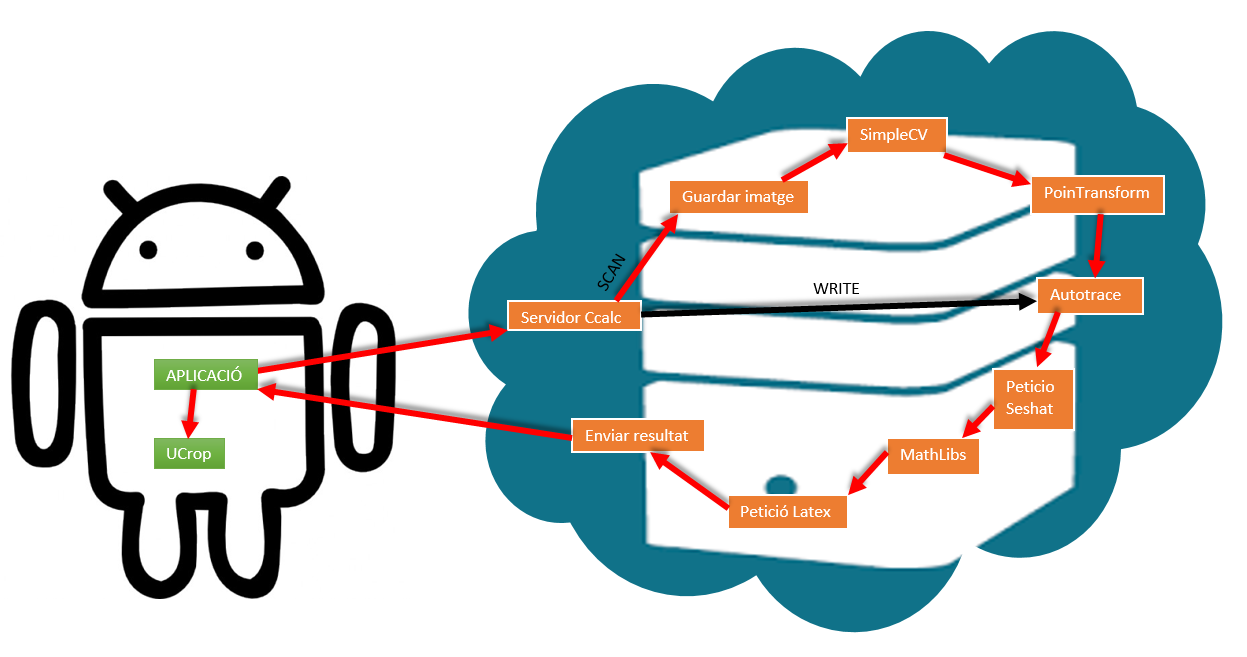 SimpleCV
Guardar imatge
PoinTransform
SCAN
WRITE
Autotrace
Servidor Ccalc
APLICACIÓ
Peticio
Seshat
Enviar resultat
UCrop
MathLibs
Petició Latex